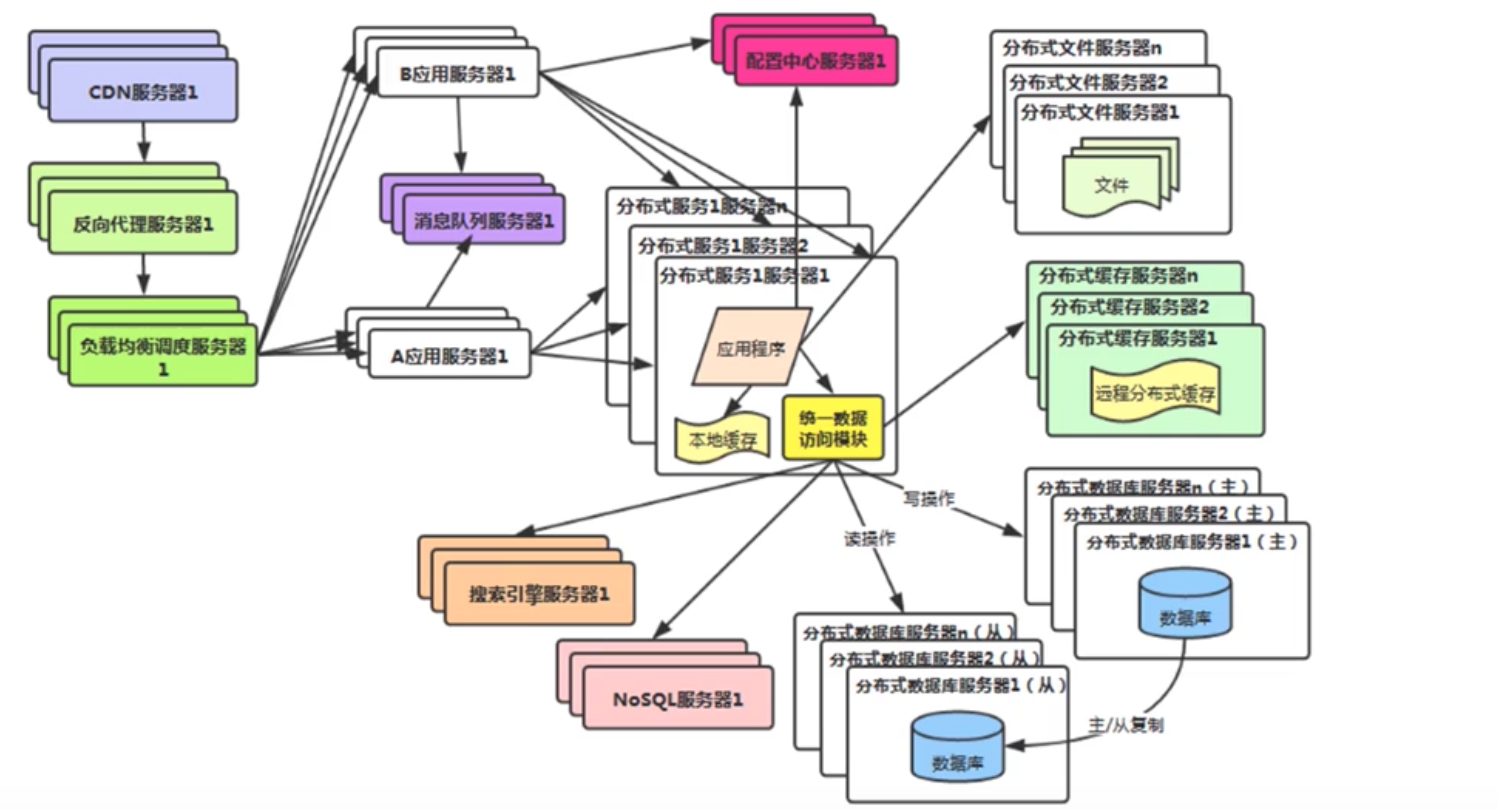 CDN服务器1
反向代理服务器1
负载均衡调度服务器
1
B应用服务器1
消息队列服务器1
A应用服务器1
配置中心服务器1
分布式服务1服务器n
分布式服务1服务器2
分布式服务1服务器1
应用程序
本地缓存
统一数据
访问模块
分布式文件服务器n
分布式文件服务器2
分布式文件服务器1
文件
分布式缓存服务器n
分布式缓存服务器2
分布式缓存服务器1
远程分布式缓存
写操作
读操作
分布式数据库服务器n（主）
分布式数据库服务器2（主）
分布式数据库服务器1（主）
数据库
搜索引擎服务器1
NoSQL服务器1
分布式数据库服务器n（从）
分布式数据库服务器2（从）
分布式数据库服务器1（从）
数据库
主/从复制